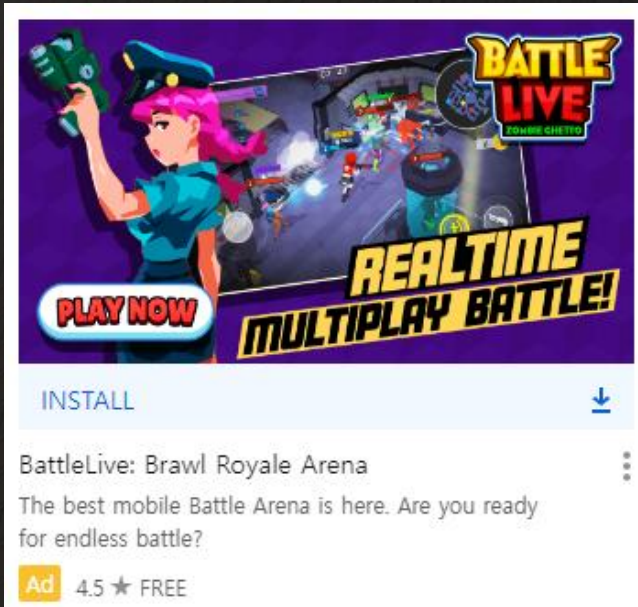 BATTLE
LIVE
ZOMBIE GHETTO
REALTIME
MULTIPLAY BATTLE!
PLAY NOW
INSTALL
BattleLive: Brawl Royale Arena
The best mobile Battle Arena is here. Are you ready
for endless battle?
Ad 4.5 ★ FREE